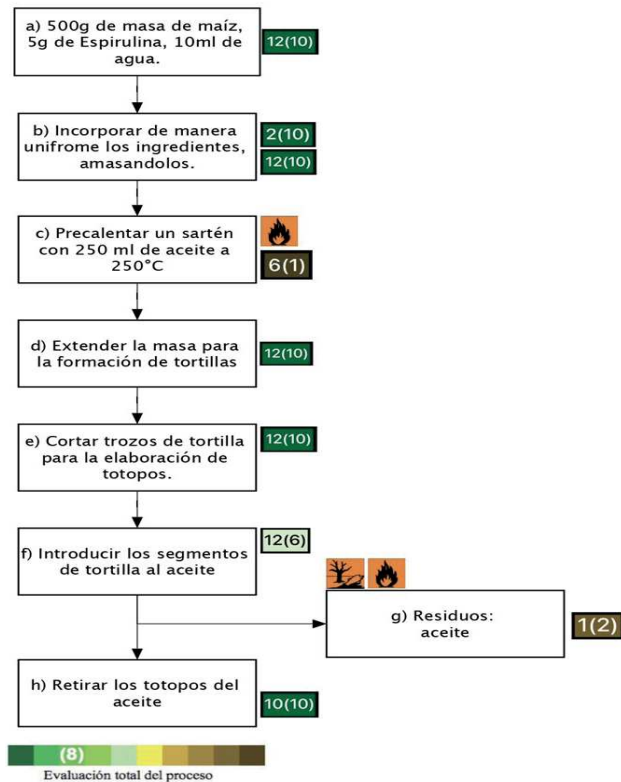 a) 500g de masa de maíz,
5g de Espirulina, 10ml de
agua.
12(10)
b) Incorporar de manera
unifrome los ingredientes,
amasandolos.
2(10)
12(10)
c) Precalentar un sartén
con 250 ml de aceite a
250°C
6(1)
d) Extender la masa para
la formación de tortillas
12(10)
e) Cortar trozos de tortilla
para la elaboración de
totopos.
12(10)
f) Introducir los segmentos
de tortilla al aceite
12(6)
g) Residuos:
aceite
1(2)
h) Retirar los totopos del
aceite
10(10)
(8)
Evaluación total del proceso